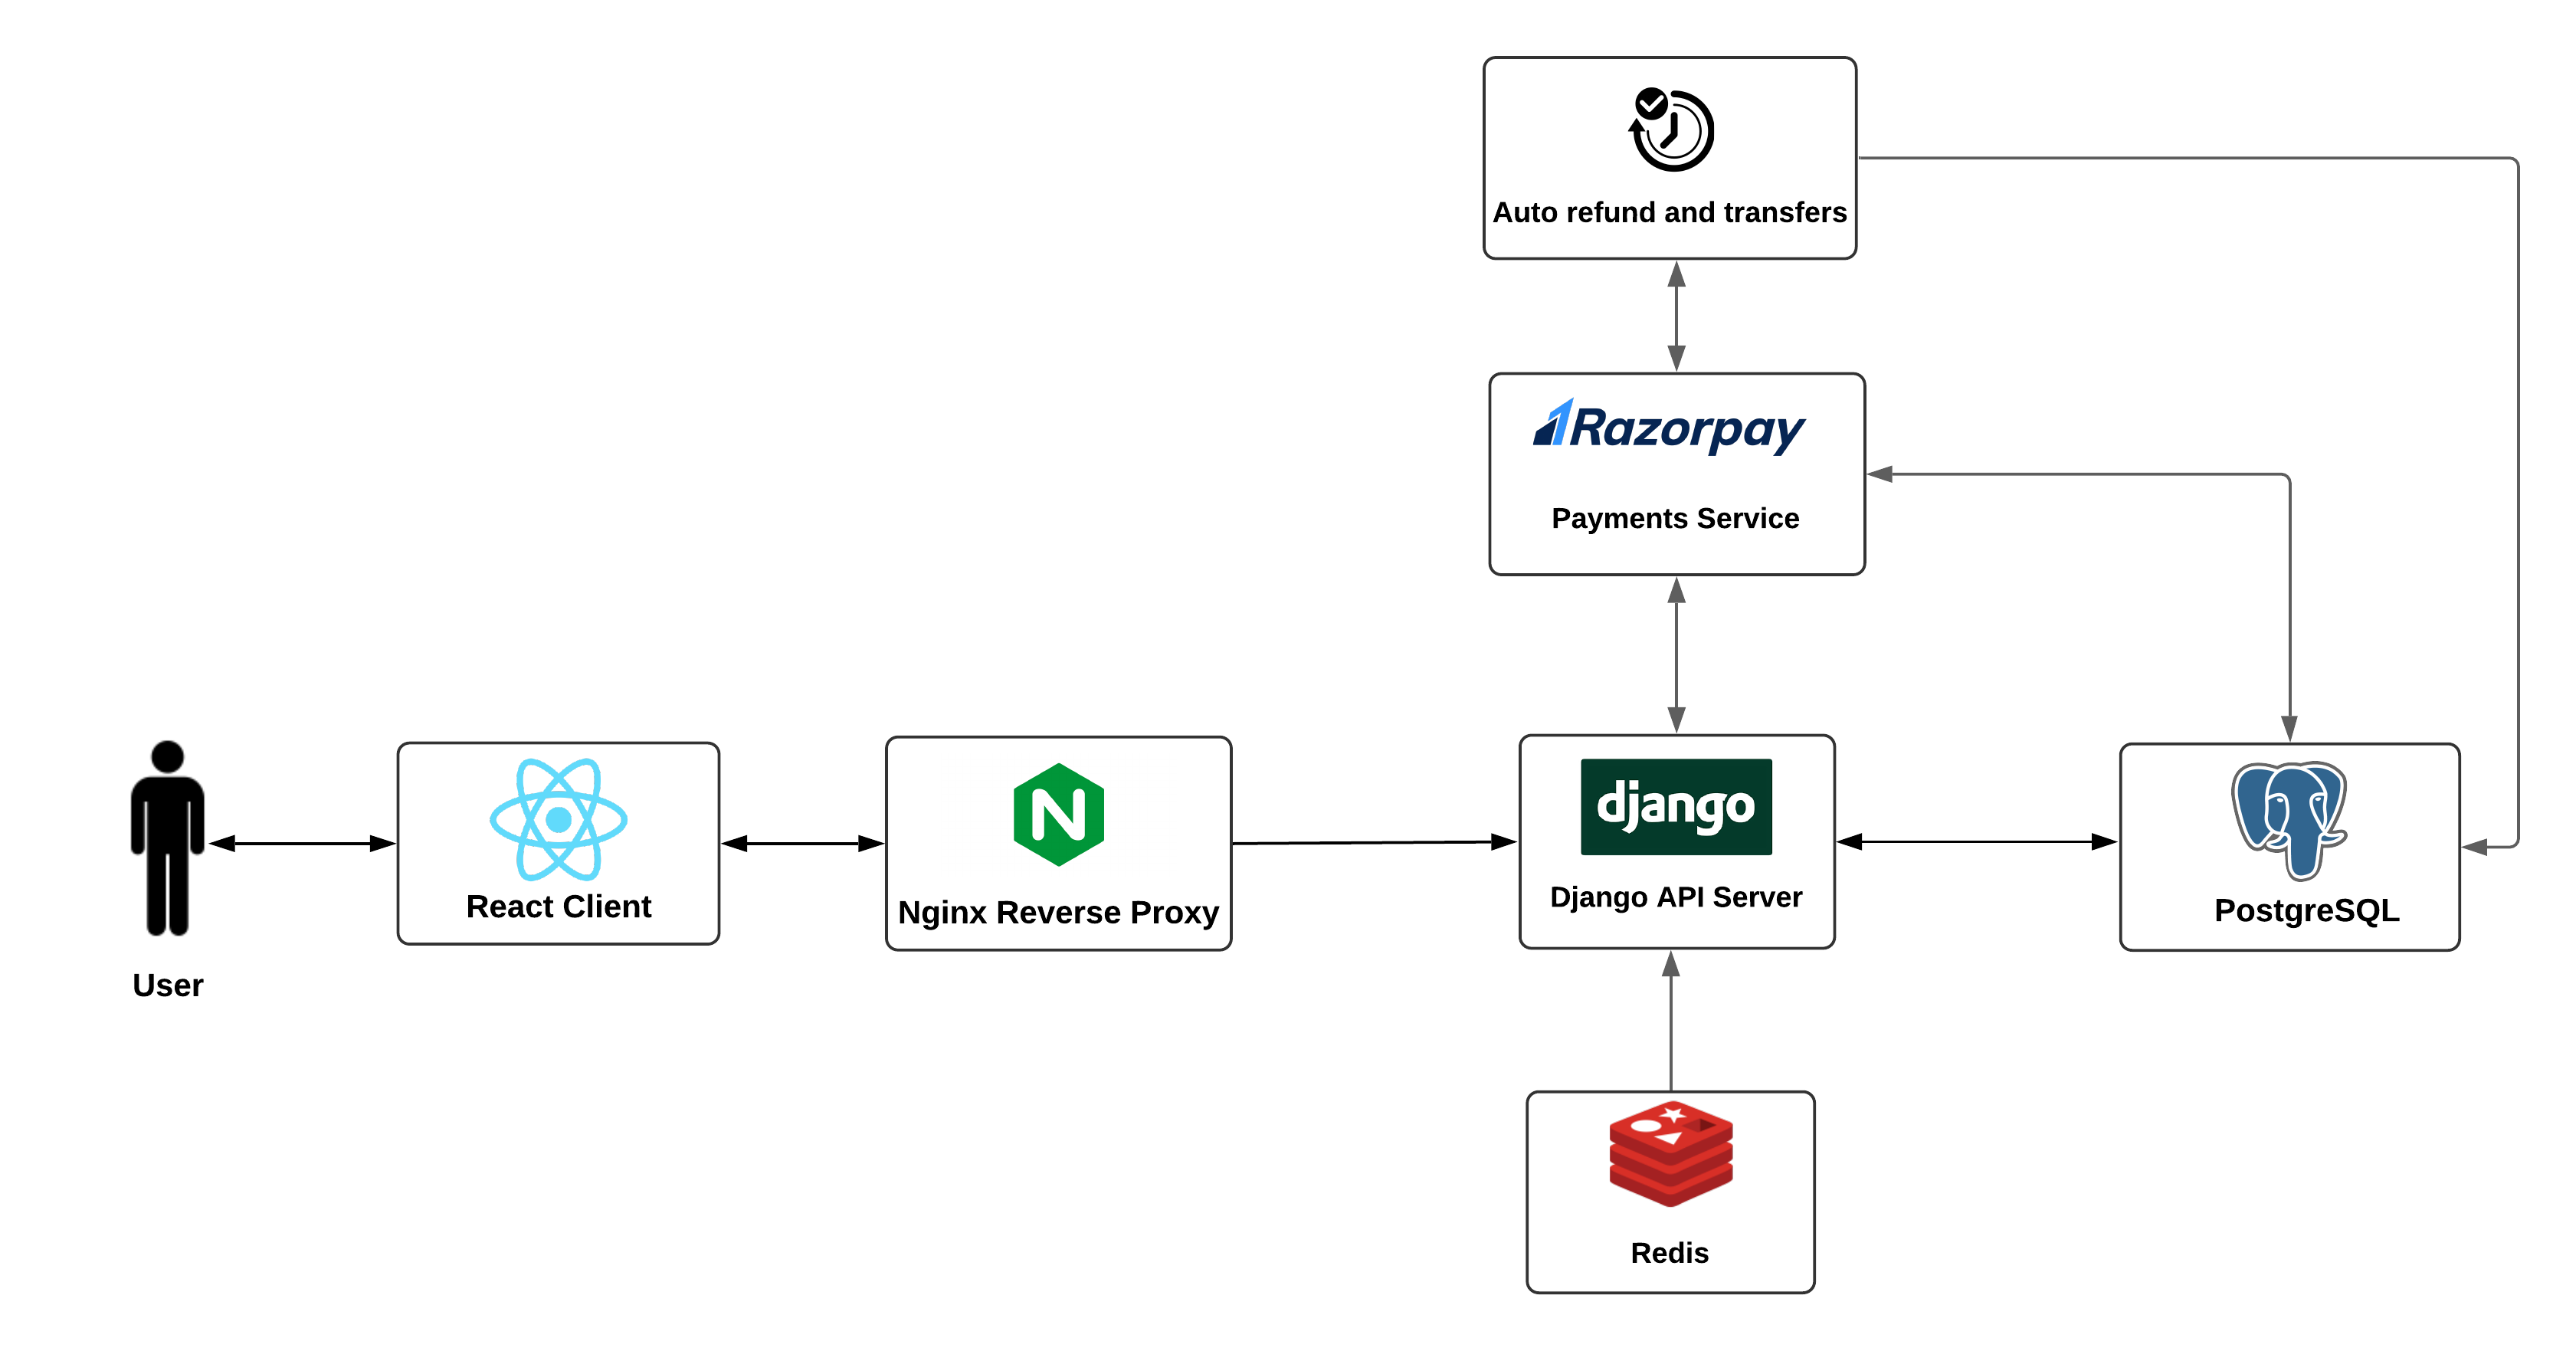 Auto refund and transfers
Razorpay
Payments Service
django
React Client
Nginx Reverse Proxy
Django API Server
PostgreSQL
User
Redis